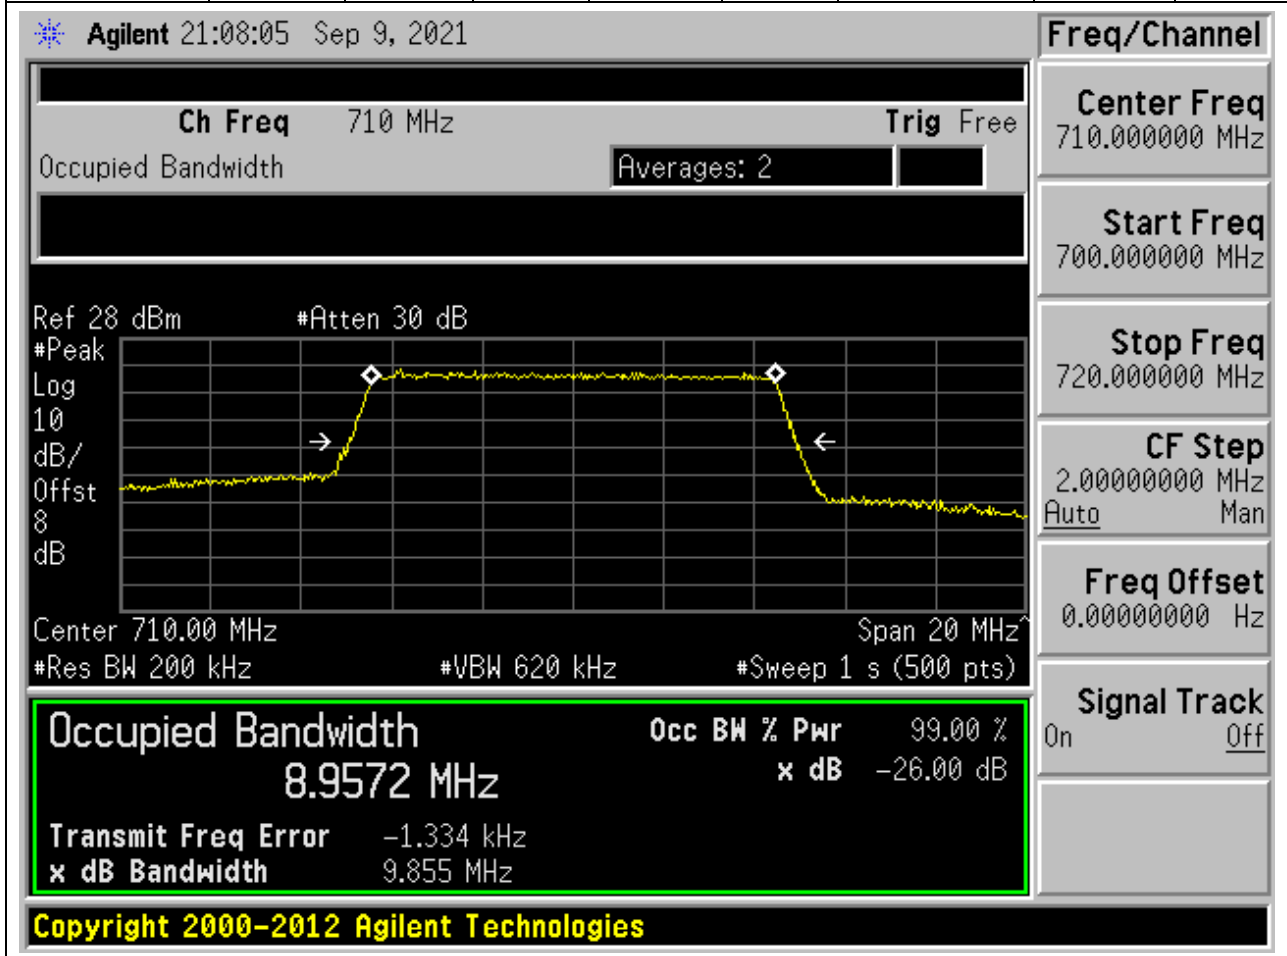 Agilent 21:08:05 Sep 9, 2021
Freq/Channel
Ch Freq 710 MHz Trig Free
Occupied Bandwidth Averages: 2
Center Freq
710.000000 MHz
Start Freq
700.000000 MHz
Stop Freq
720.000000 MHz
CF Step
2.00000000 MHz
Auto Man
Freq Offset
0.00000000 Hz
Signal Track
On Off
Ref 28 dBm #Atten 30 dB
#Peak
Log
10
dB/
Offst
8
dB
Center 710.00 MHz Span 20 MHz^
#Res BW 200 kHz #VBW 620 kHz #Sweep 1 s (500 pts)
Occupied Bandwidth Occ BW % Pwr 99.00 %
8.9572 MHz x dB -26.00 dB
Transmit Freq Error -1.334 kHz
x dB Bandwidth 9.855 MHz
Copyright 2000-2012 Agilent Technologies